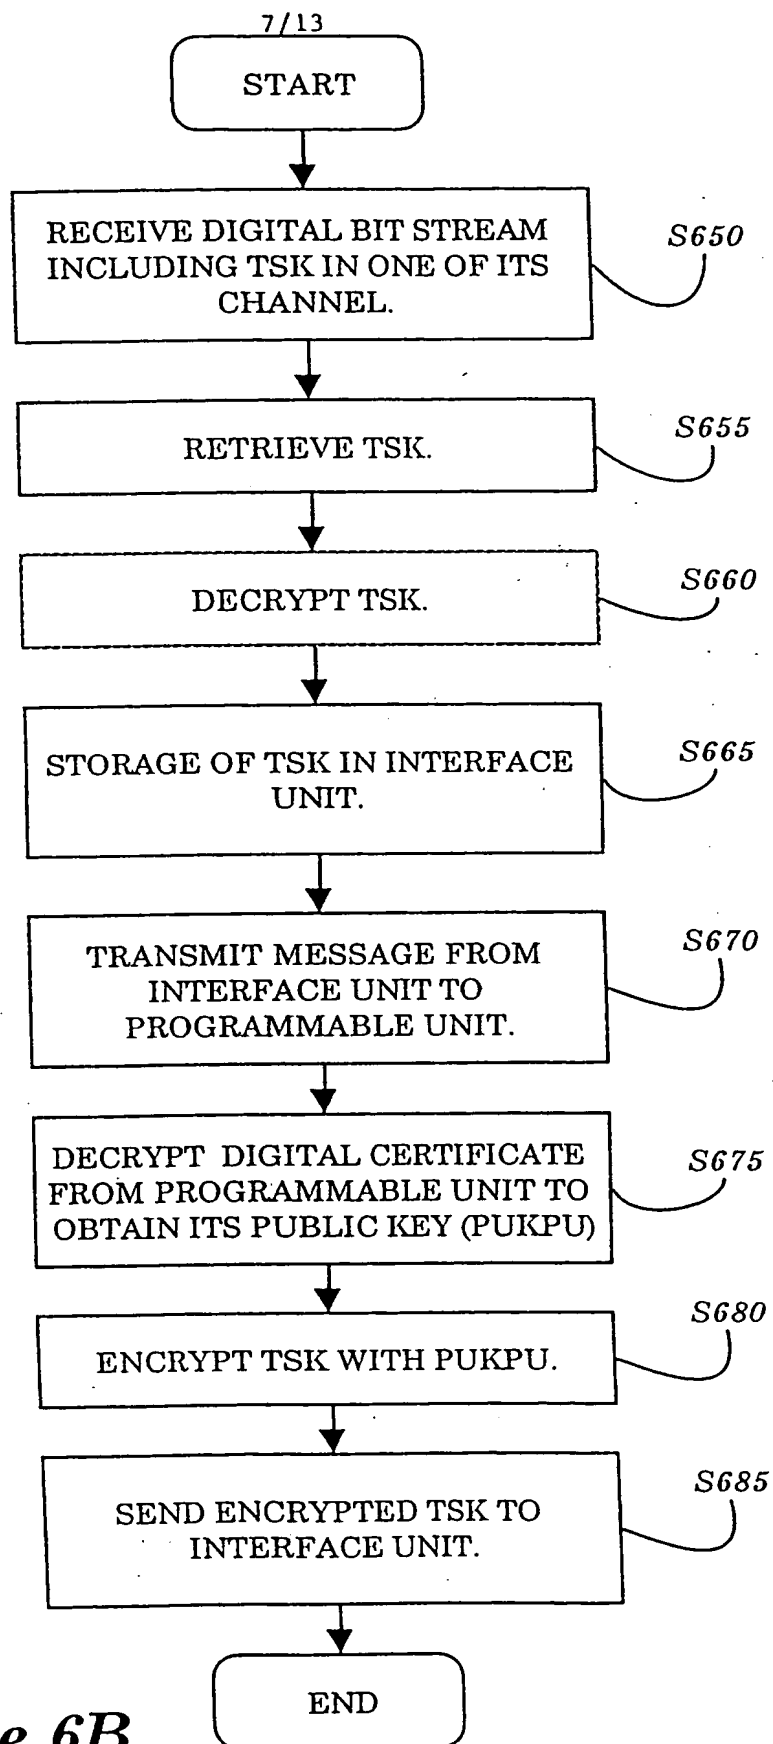 7/13
START
RECEIVE DIGITAL BIT STREAM
INCLUDING TSK IN ONE OF ITS
CHANNEL.
S650
RETRIEVE TSK.
S655
DECRYPT TSK.
S660
STORAGE OF TSK IN INTERFACE
UNIT.
S665
TRANSMIT MESSAGE FROM
INTERFACE UNIT TO
PROGRAMMABLE UNIT.
S670
DECRYPT DIGITAL CERTIFICATE
FROM PROGRAMMABLE UNIT TO
OBTAIN ITS PUBLIC KEY (PUKPU)
S675
ENCRYPT TSK WITH PUKPU.
S680
SEND ENCRYPTED TSK TO
INTERFACE UNIT.
S685
END
6B